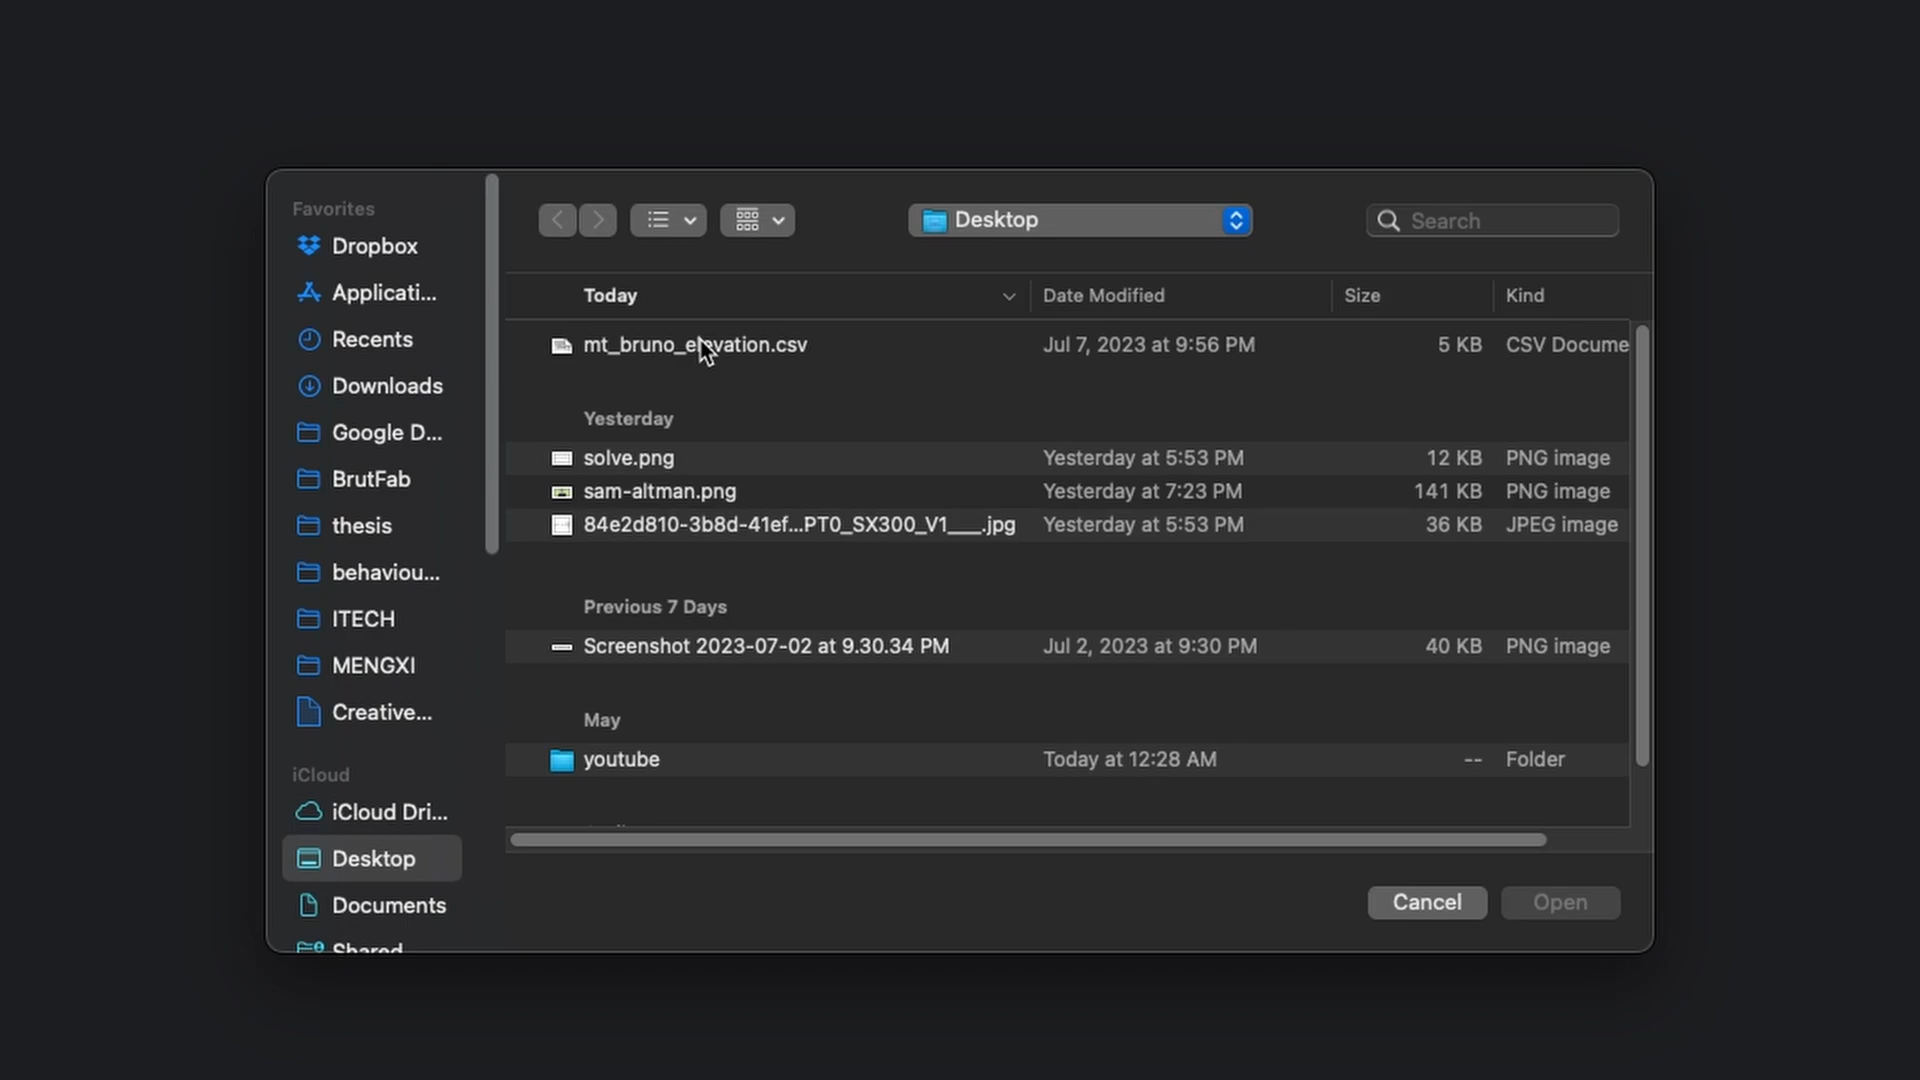 Favorites
Dropbox
Applicati...
Recents
Downloads
Google D...
BrutFab
thesis
behaviou...
ITECH
MENGXI
Creative...
iCloud
iCloud Dri...
Desktop
Documents
Shared
Desktop
Search
Today Date Modified Size Kind
mt_bruno_elevation.csv Jul 7, 2023 at 9:56 PM 5 KB CSV Docume
Yesterday
solve.png Yesterday at 5:53 PM 12 KB PNG image
sam-altman.png Yesterday at 7:23 PM 141 KB PNG image
84e2d810-3b8d-41ef...PT0_SX300_V1___.jpg Yesterday at 5:53 PM 36 KB JPEG image
Previous 7 Days
Screenshot 2023-07-02 at 9.30.34 PM Jul 2, 2023 at 9:30 PM 40 KB PNG image
May
youtube Today at 12:28 AM -- Folder
Cancel Open